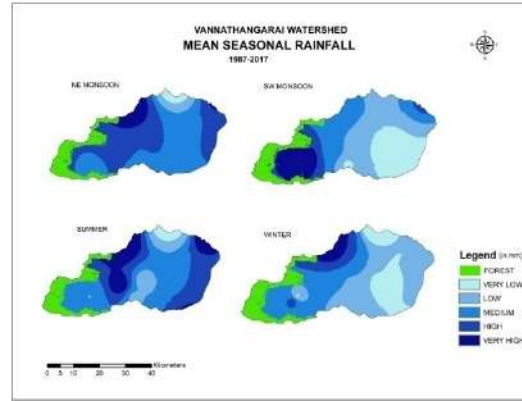 VANNATHANGARAI WATERSHED
MEAN SEASONAL RAINFALL
1987-2017
NE MONSOON
SW MONSOON
SUMMER
WINTER
Legend (in mm)
FOREST
VERY LOW
LOW
MEDIUM
HIGH
VERY HIGH
Kilometers
0 5 10 20 30 40